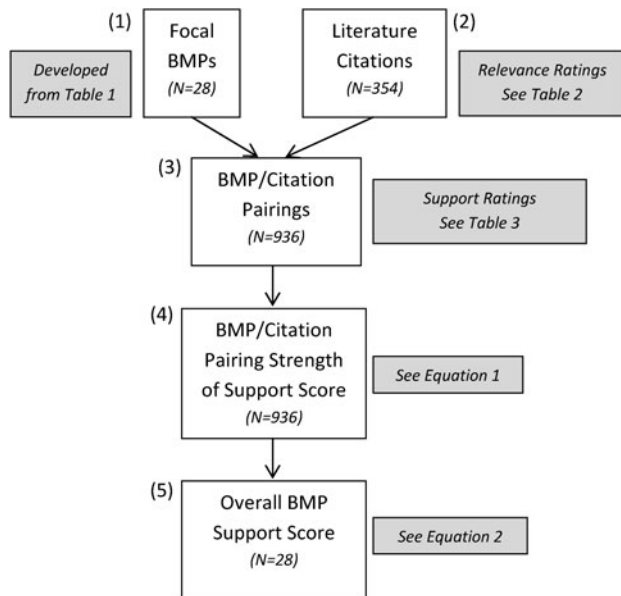 (1)
Focal
BMPs
(N=28)
Literature
Citations
(N=354)
(2)
Developed
from Table 1
Relevance Ratings
See Table 2
(3)
BMP/Citation
Pairings
(N=936)
Support Ratings
See Table 3
(4)
BMP/Citation
Pairing Strength
of Support Score
(N=936)
See Equation 1
(5)
Overall BMP
Support Score
(N=28)
See Equation 2